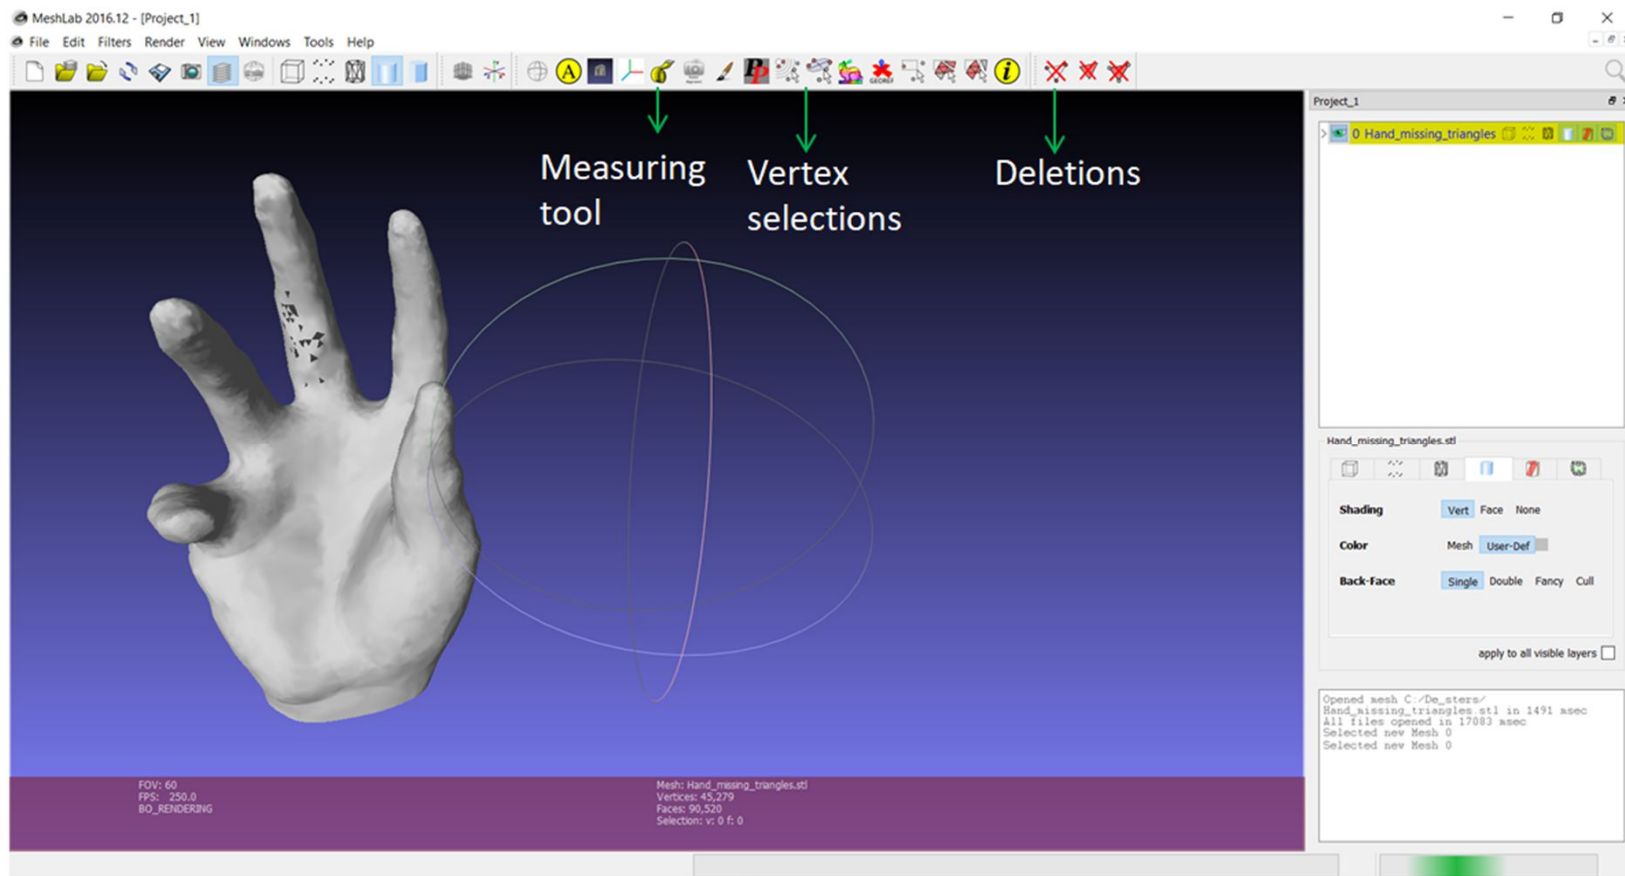 MeshLab 2016.12 - [Project_1]
File Edit Filters Render View Windows Tools Help
A
PP
GEOREF
i
Measuring
tool
Vertex
selections
Deletions
Project_1
0 Hand_missing_triangles
Hand_missing_triangles.stl
Shading Vert Face None
Color Mesh User-Def
Back-Face Single Double Fancy Cull
apply to all visible layers
Opened mesh C:/De_sters/
Hand_missing_triangles.stl in 1491 msec
All files opened in 17083 msec
Selected new Mesh 0
Selected new Mesh 0
FOV: 60
FPS: 250.0
BO_RENDERING
Mesh: Hand_missing_triangles.stl
Vertices: 45,279
Faces: 90,520
Selection: v: 0 f: 0